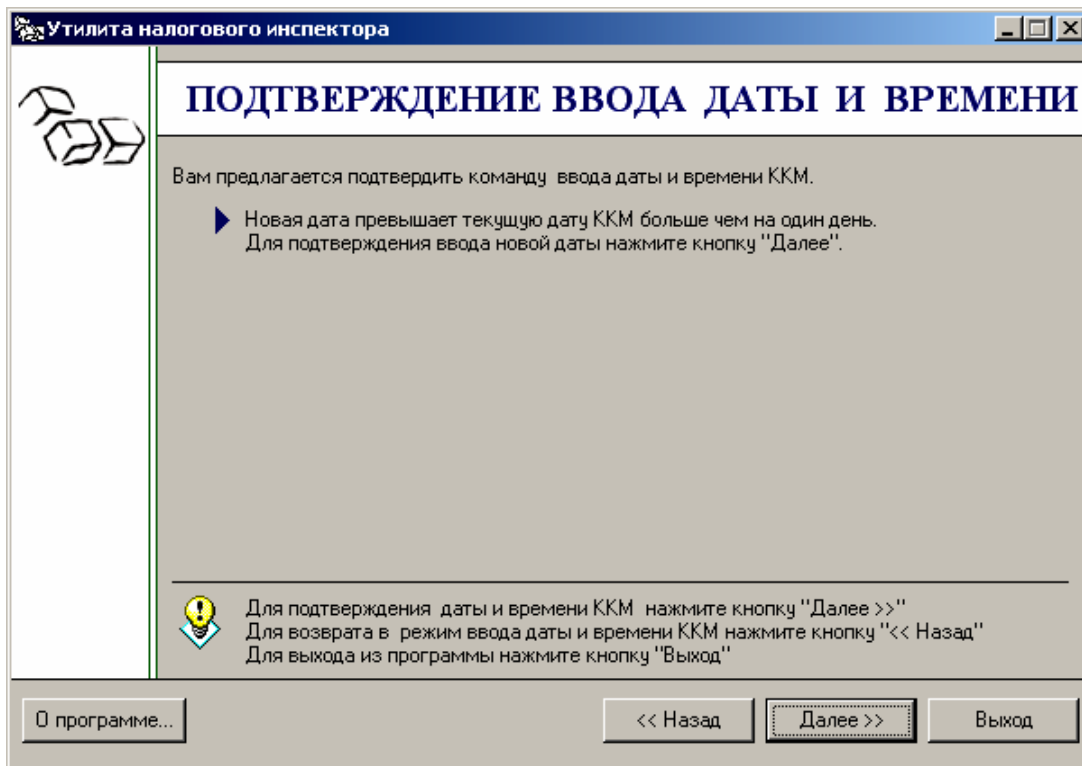 Утилита налогового инспектора
ПОДТВЕРЖДЕНИЕ ВВОДА ДАТЫ И ВРЕМЕНИ
Вам предлагается подтвердить команду ввода даты и времени ККМ.
Новая дата превышает текущую дату ККМ больше чем на один день.
Для подтверждения ввода новой даты нажмите кнопку "Далее".
Для подтверждения даты и времени ККМ нажмите кнопку "Далее >>"
Для возврата в режим ввода даты и времени ККМ нажмите кнопку "<< Назад"
Для выхода из программы нажмите кнопку "Выход"
О программе...
<< Назад
Далее >>
Выход